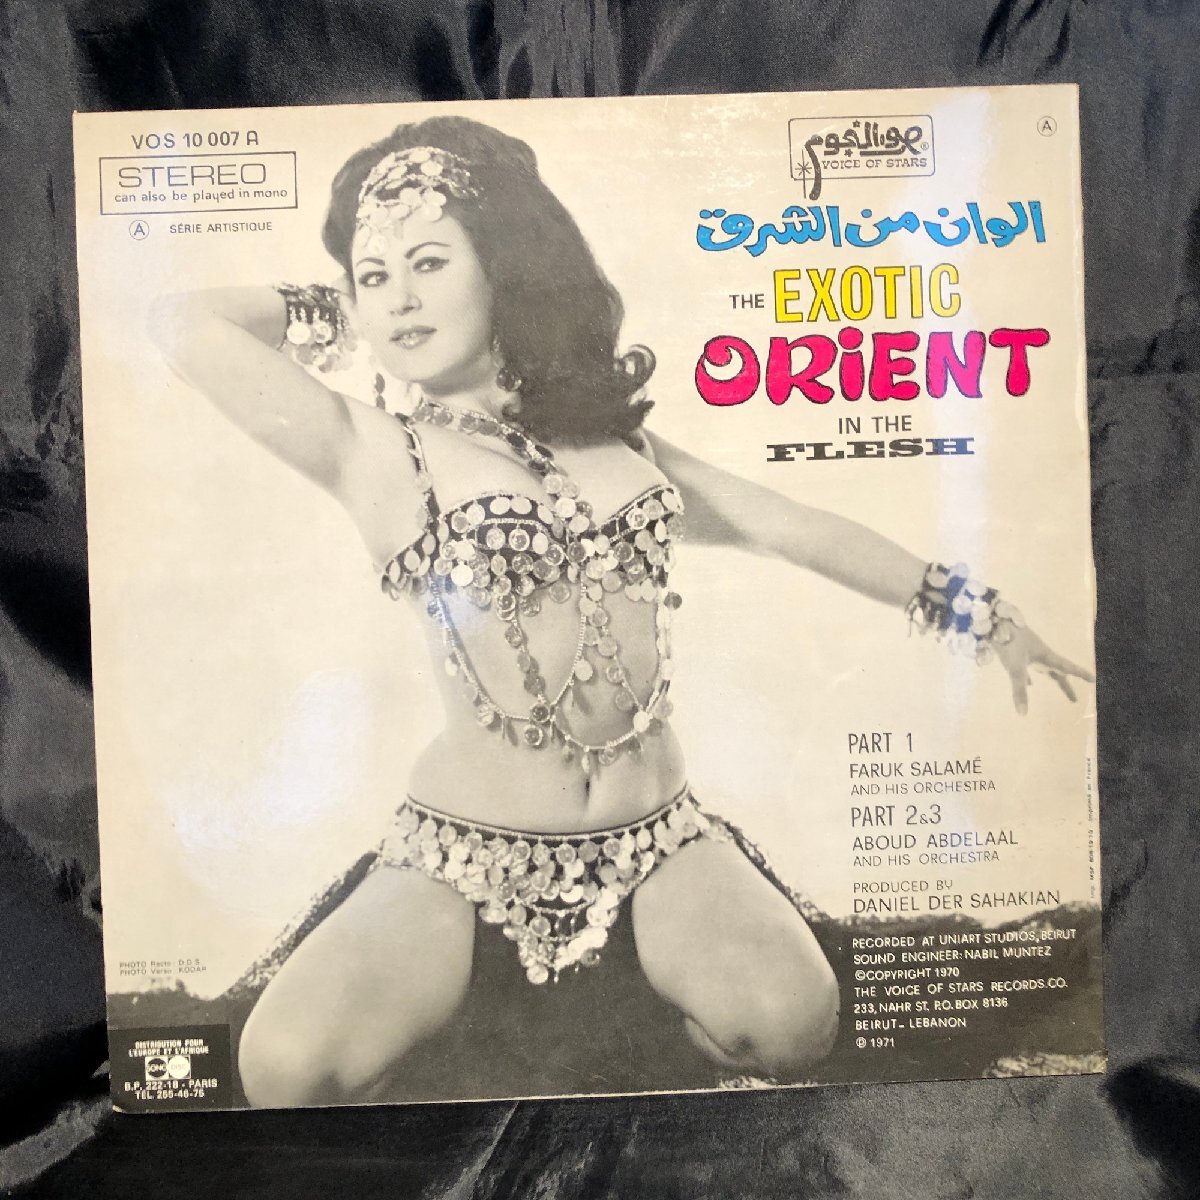 VOS 10 007 A
STEREO
can also be played in mono
A SÉRIE ARTISTIQUE
صوت النجوم
®
VOICE OF STARS
A
الوان من الشرق
THE EXOTIC
ORiENT
IN THE
FLESH
PART 1
FARUK SALAMÉ
AND HIS ORCHESTRA
PART 2&3
ABOUD ABDELAAL
AND HIS ORCHESTRA
PRODUCED BY
DANIEL DER SAHAKIAN
RECORDED AT UNIART STUDIOS, BEIRUT
SOUND ENGINEER: NABIL MUNTEZ
©COPYRIGHT 1970
THE VOICE OF STARS RECORDS.CO.
233, NAHR ST. P.O.BOX 8136
BEIRUT - LEBANON
℗ 1971
PHOTO Recto: D.D.S.
PHOTO Verso: KODAR
DISTRIBUTION POUR
L'EUROPE ET L'AFRIQUE
SONO DISC
B.P. 222-18 - PARIS
TÉL. 255-46-75